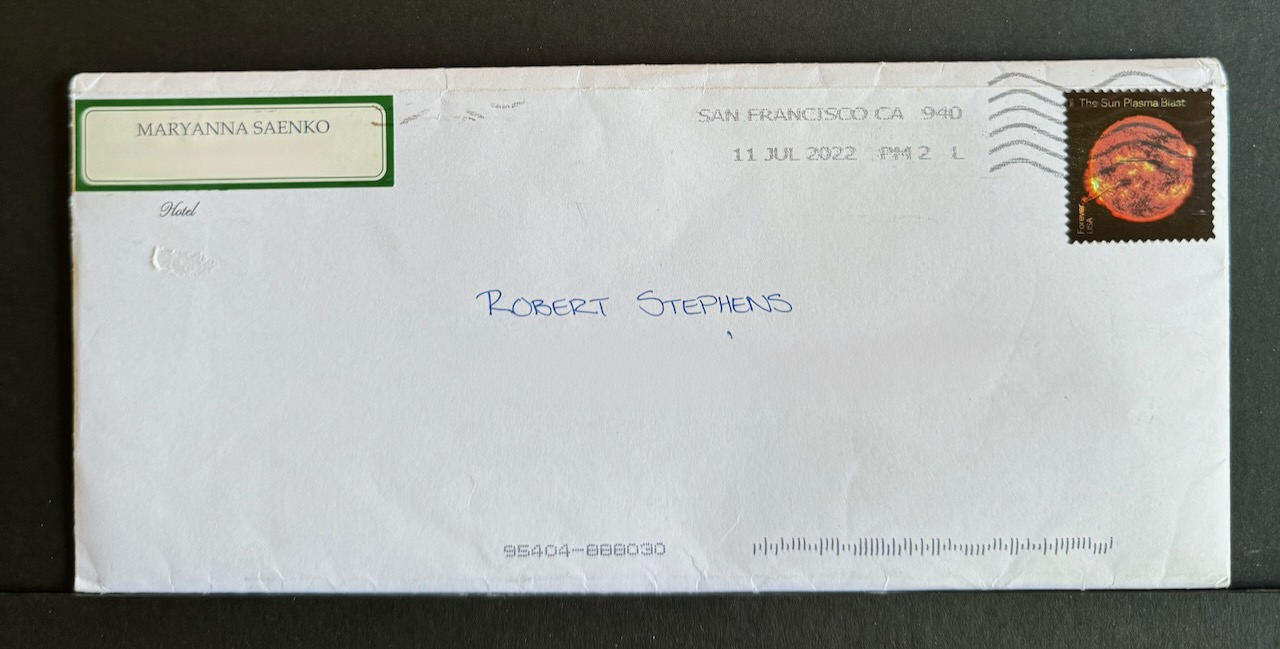 MARYANNA SAENKO
Hotel
SAN FRANCISCO CA 940
11 JUL 2022 PM 2 L
The Sun Plasma Blast
Forever
USA
ROBERT STEPHENS
95404-888030